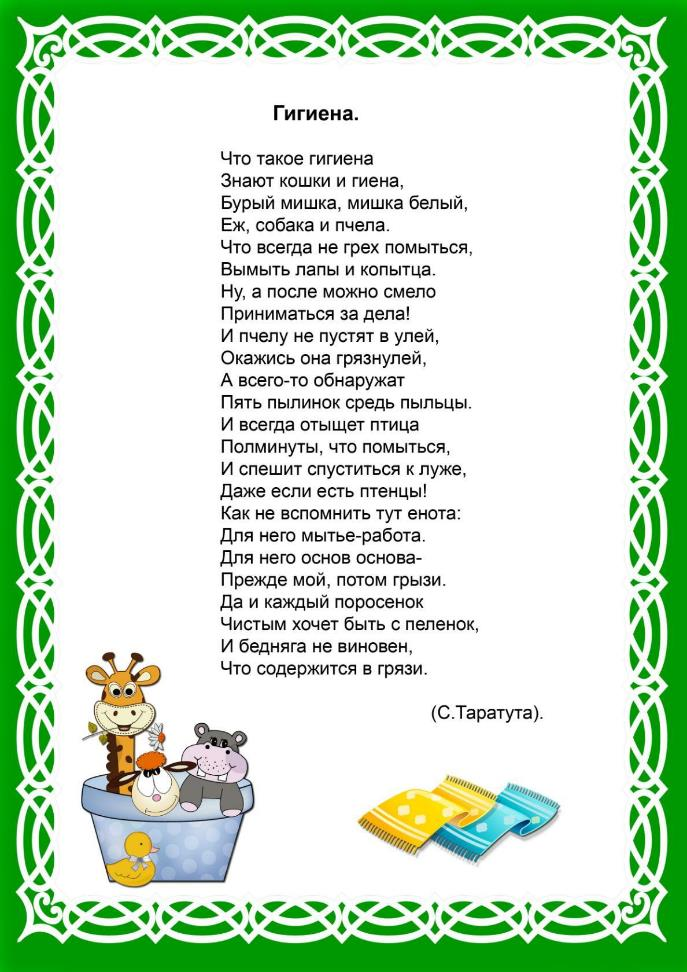 Гигиена.
Что такое гигиена
Знают кошки и гиена,
Бурый мишка, мишка белый,
Еж, собака и пчела.
Что всегда не грех помыться,
Вымыть лапы и копытца.
Ну, а после можно смело
Приниматься за дела!
И пчелу не пустят в улей,
Окажись она грязнулей,
А всего-то обнаружат
Пять пылинок средь пыльцы.
И всегда отыщет птица
Полминуты, что помыться,
И спешит спуститься к луже,
Даже если есть птенцы!
Как не вспомнить тут енота:
Для него мытье-работа.
Для него основ основа-
Прежде мой, потом грызи.
Да и каждый поросенок
Чистым хочет быть с пеленок,
И бедняга не виновен,
Что содержится в грязи.
(С.Таратута).